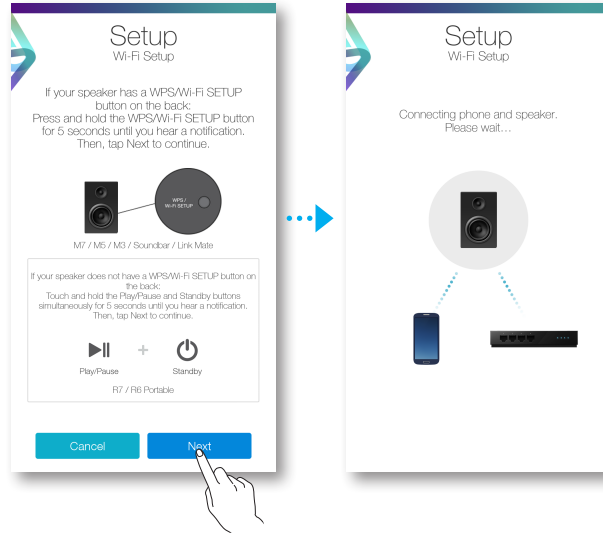 Setup
Wi-Fi Setup
If your speaker has a WPS/Wi-Fi SETUP
button on the back:
Press and hold the WPS/Wi-Fi SETUP button
for 5 seconds until you hear a notification.
Then, tap Next to continue.
WPS /
Wi-Fi SETUP
M7 / M5 / M3 / Soundbar / Link Mate
If your speaker does not have a WPS/Wi-Fi SETUP button on
the back:
Touch and hold the Play/Pause and Standby buttons
simultaneously for 5 seconds until you hear a notification.
Then, tap Next to continue.
+
Play/Pause
Standby
R7 / R6 Portable
Cancel
Next
Setup
Wi-Fi Setup
Connecting phone and speaker.
Please wait…